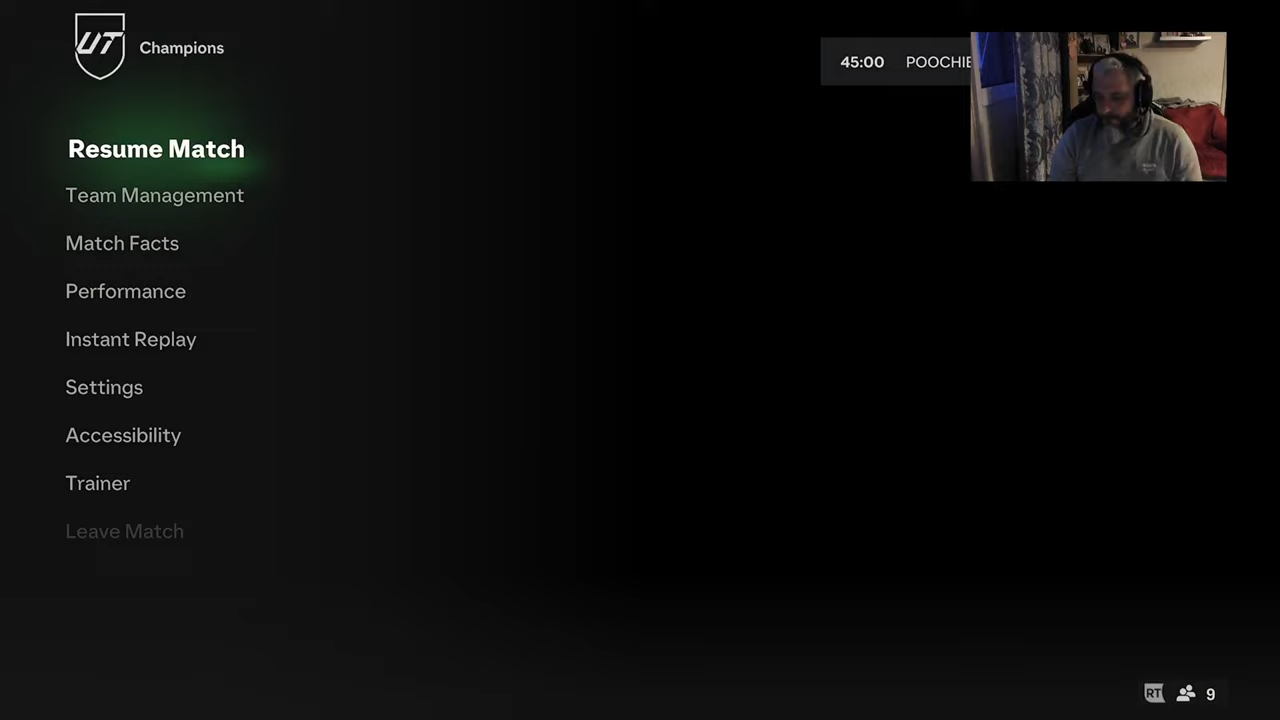 UT Champions
45:00 POOCHIE
Resume Match
Team Management
Match Facts
Performance
Instant Replay
Settings
Accessibility
Trainer
Leave Match
RT 9